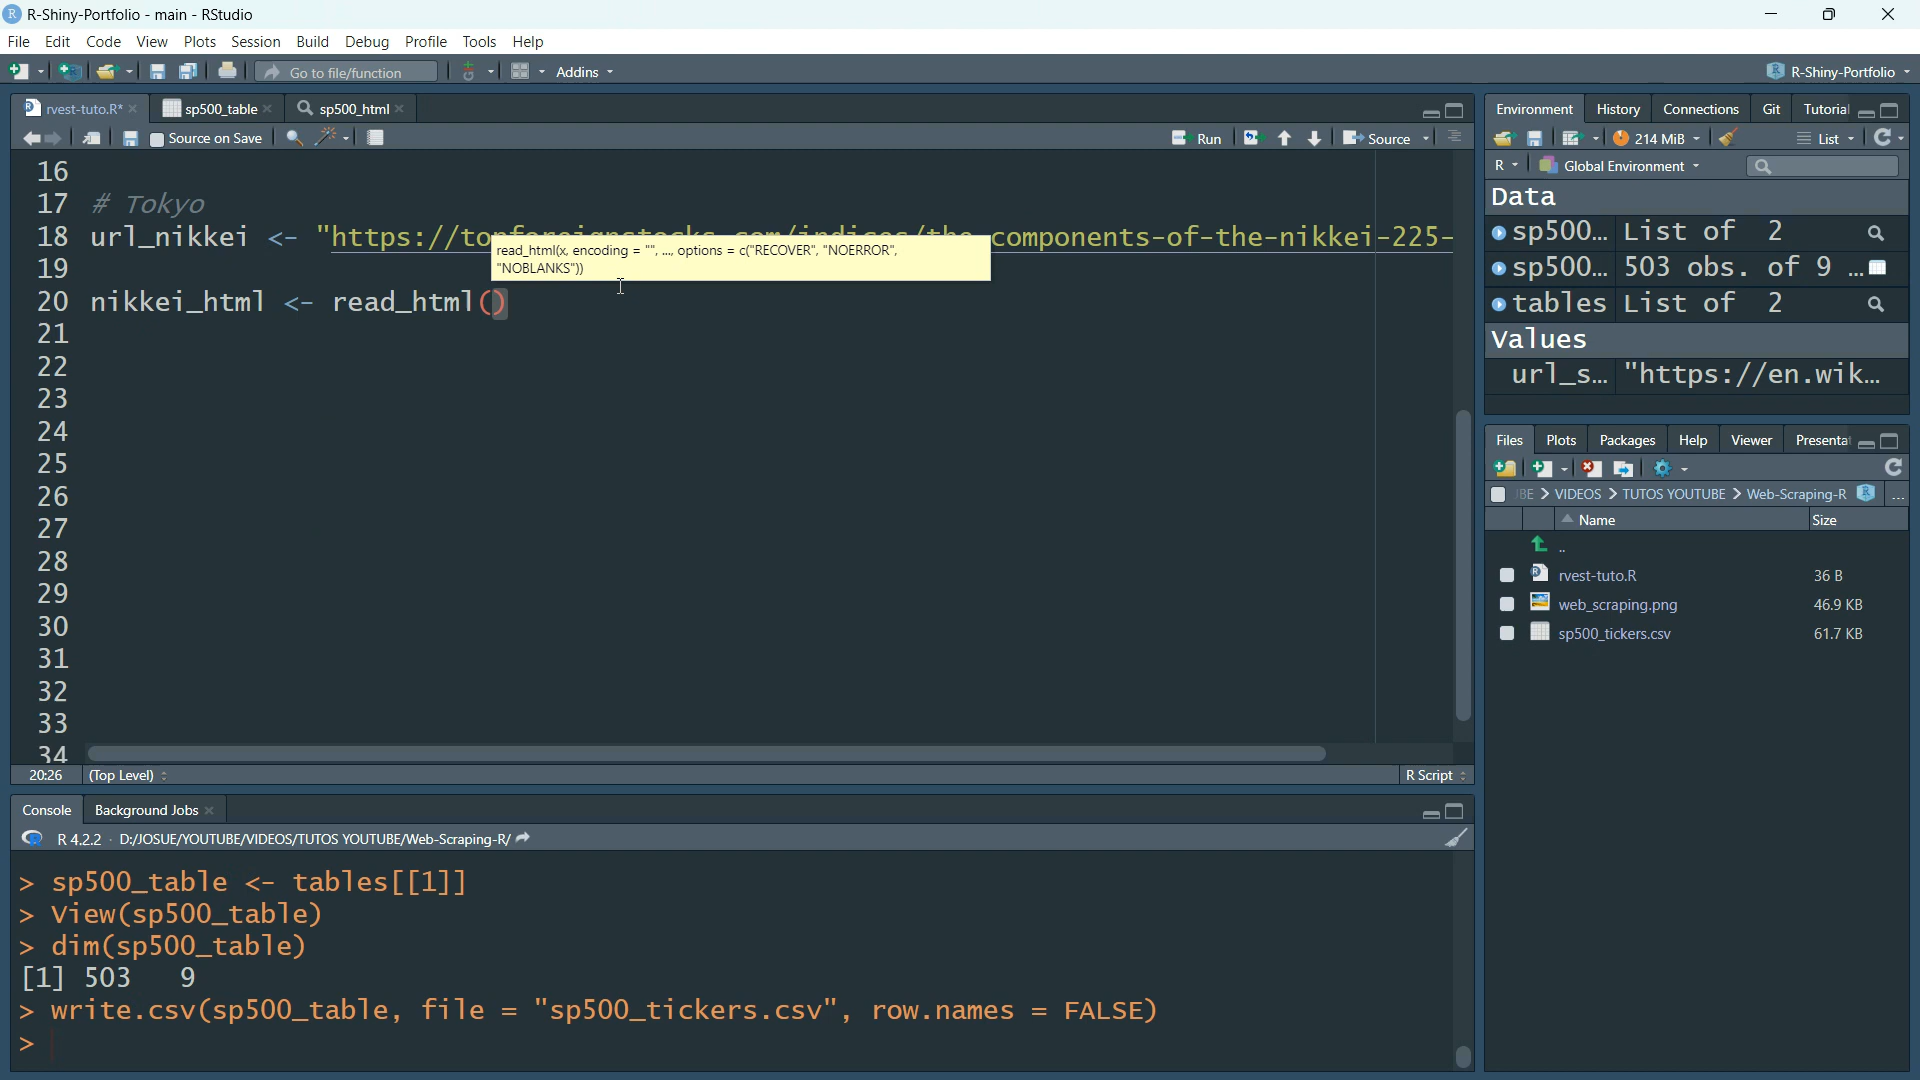 R-Shiny-Portfolio - main - RStudio
File Edit Code View Plots Session Build Debug Profile Tools Help
Go to file/function Addins R-Shiny-Portfolio
rvest-tuto.R* sp500_table sp500_html
Source on Save Run Source
16
17 # Tokyo
18 url_nikkei <- "https://topforeignstocks.com/indices/the-components-of-the-nikkei-225-
read_html(x, encoding = "", ..., options = c("RECOVER", "NOERROR",
"NOBLANKS"))
19
20 nikkei_html <- read_html()
21
22
23
24
25
26
27
28
29
30
31
32
33
34
20:26 (Top Level) R Script
Console Background Jobs
R 4.2.2 · D:/JOSUE/YOUTUBE/VIDEOS/TUTOS YOUTUBE/Web-Scraping-R/
> sp500_table <- tables[[1]]
> View(sp500_table)
> dim(sp500_table)
[1] 503 9
> write.csv(sp500_table, file = "sp500_tickers.csv", row.names = FALSE)
>
Environment History Connections Git Tutorial
214 MiB List
R Global Environment
Data
sp500... List of 2
sp500... 503 obs. of 9 ...
tables List of 2
Values
url_s... "https://en.wik...
Files Plots Packages Help Viewer Presentat
BE > VIDEOS > TUTOS YOUTUBE > Web-Scraping-R ...
Name Size
..
rvest-tuto.R 36 B
web_scraping.png 46.9 KB
sp500_tickers.csv 61.7 KB